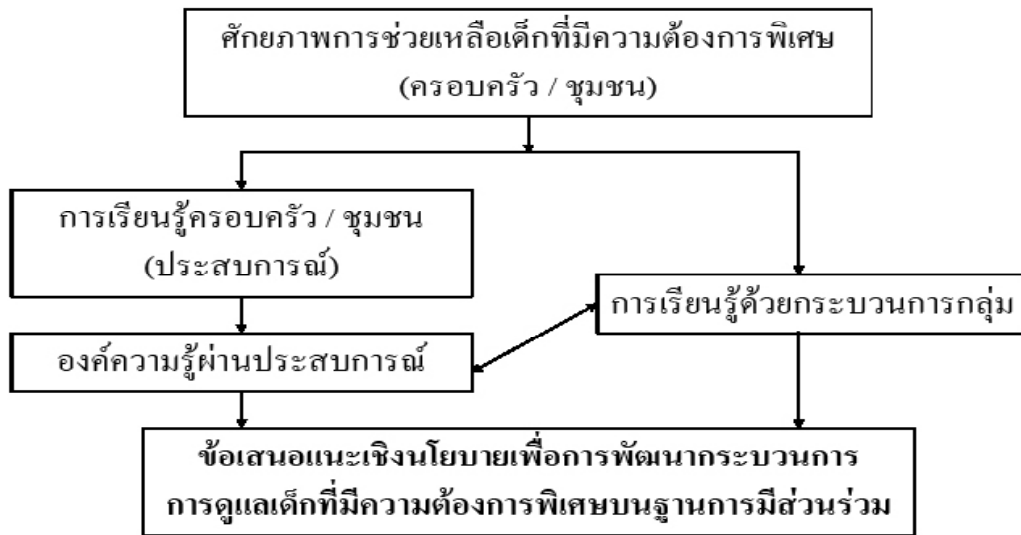 ศักยภาพการช่วยเหลือเด็กที่มีความต้องการพิเศษ
(ครอบครัว / ชุมชน)
การเรียนรู้ครอบครัว / ชุมชน
(ประสบการณ์)
การเรียนรู้ด้วยกระบวนการกลุ่ม
องค์ความรู้ผ่านประสบการณ์
ข้อเสนอแนะเชิงนโยบายเพื่อการพัฒนากระบวนการ
การดูแลเด็กที่มีความต้องการพิเศษบนฐานการมีส่วนร่วม